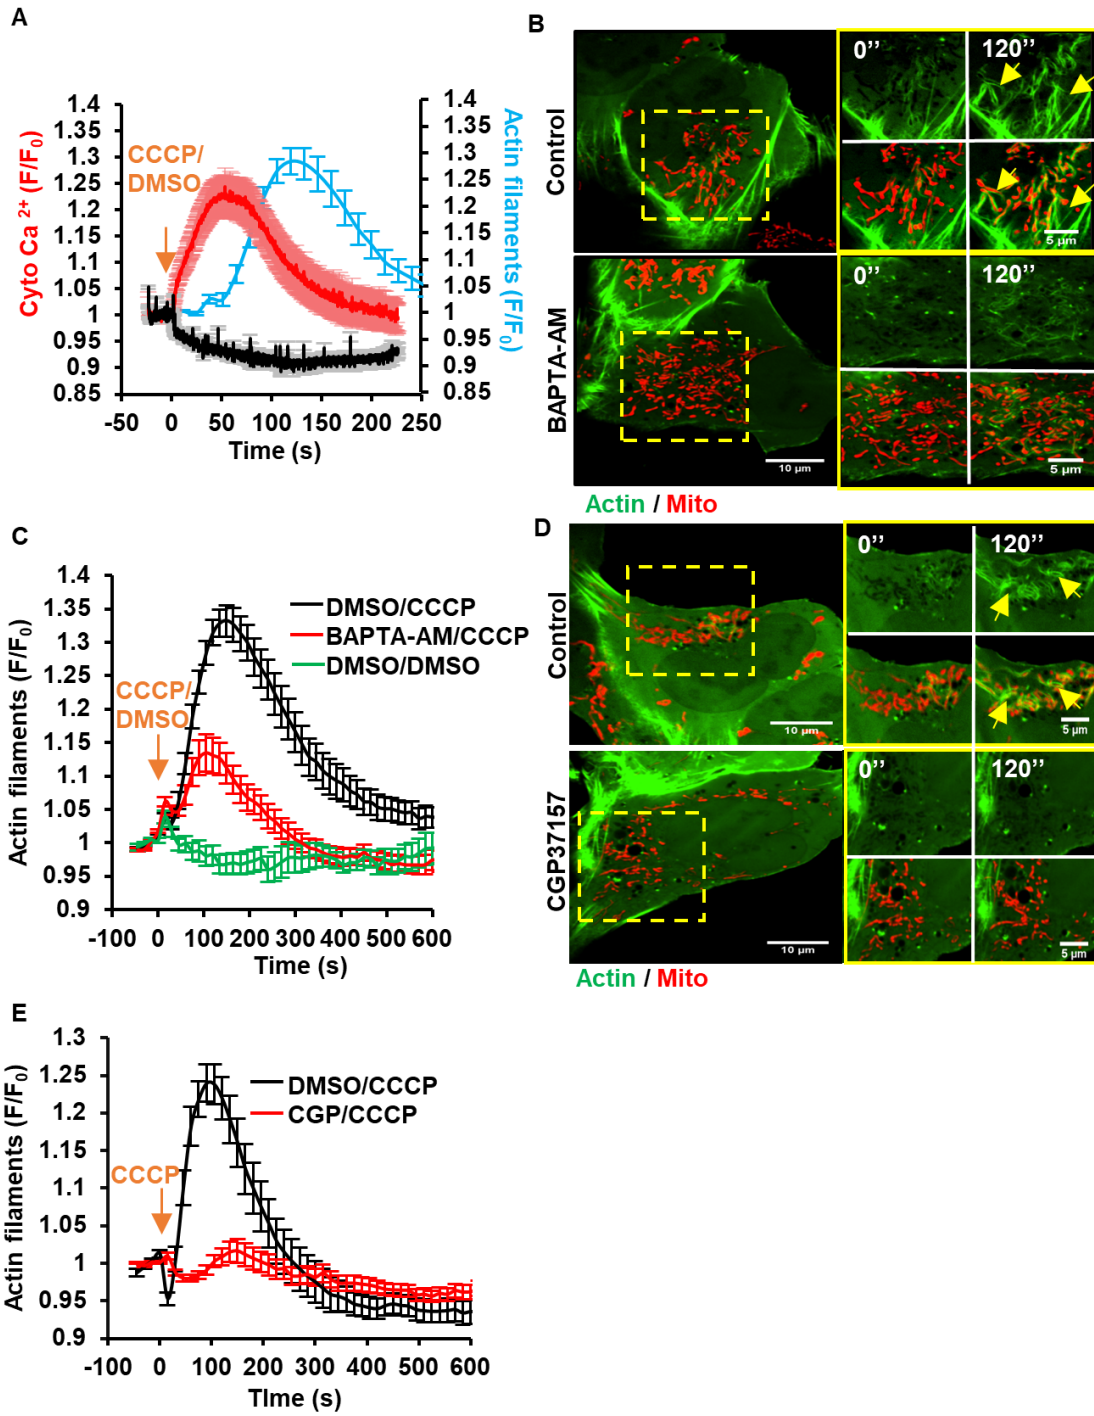 A
Cyto Ca 2+ (F/F0)
1.4
1.35
1.3
1.25
1.2
1.15
1.1
1.05
1
0.95
0.9
0.85
CCCP/
DMSO
1.4
1.35
1.3
1.25
1.2
1.15
1.1
1.05
1
0.95
0.9
0.85
Actin filaments (F/F0)
-50 0 50 100 150 200 250
Time (s)
B
Control
0’’ 120’’
5 µm
BAPTA-AM
0’’ 120’’
10 µm
5 µm
Actin / Mito
C
Actin filaments (F/F0)
1.4
1.35
1.3
1.25
1.2
1.15
1.1
1.05
1
0.95
0.9
DMSO/CCCP
BAPTA-AM/CCCP
DMSO/DMSO
CCCP/
DMSO
-100 0 100 200 300 400 500 600
Time (s)
D
Control
0’’ 120’’
10 µm
5 µm
CGP37157
0’’ 120’’
10 µm
5 µm
Actin / Mito
E
Actin filaments (F/F0)
1.3
1.25
1.2
1.15
1.1
1.05
1
0.95
0.9
DMSO/CCCP
CGP/CCCP
CCCP
-100 0 100 200 300 400 500 600
TIme (s)